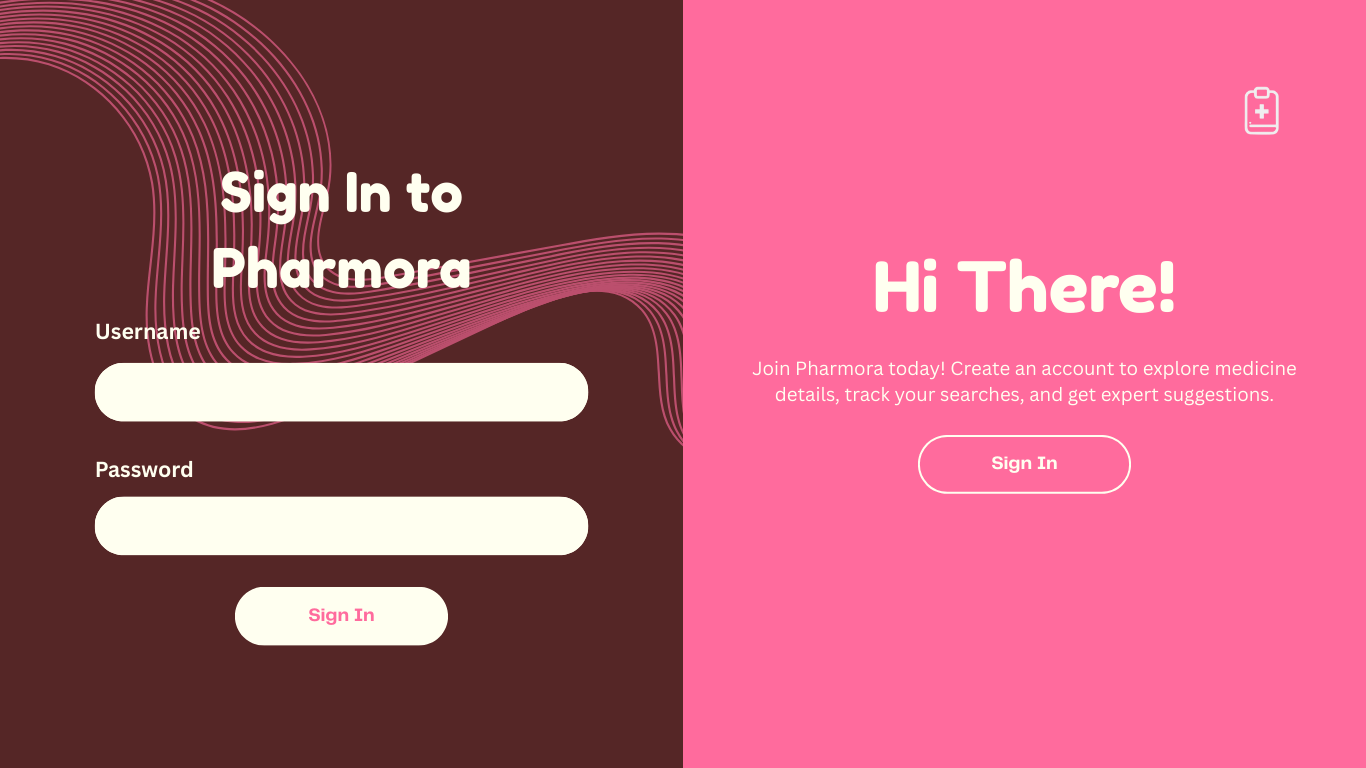 Sign In to
Pharmora
Username
Password
Sign In
Hi There!
Join Pharmora today! Create an account to explore medicine
details, track your searches, and get expert suggestions.
Sign In